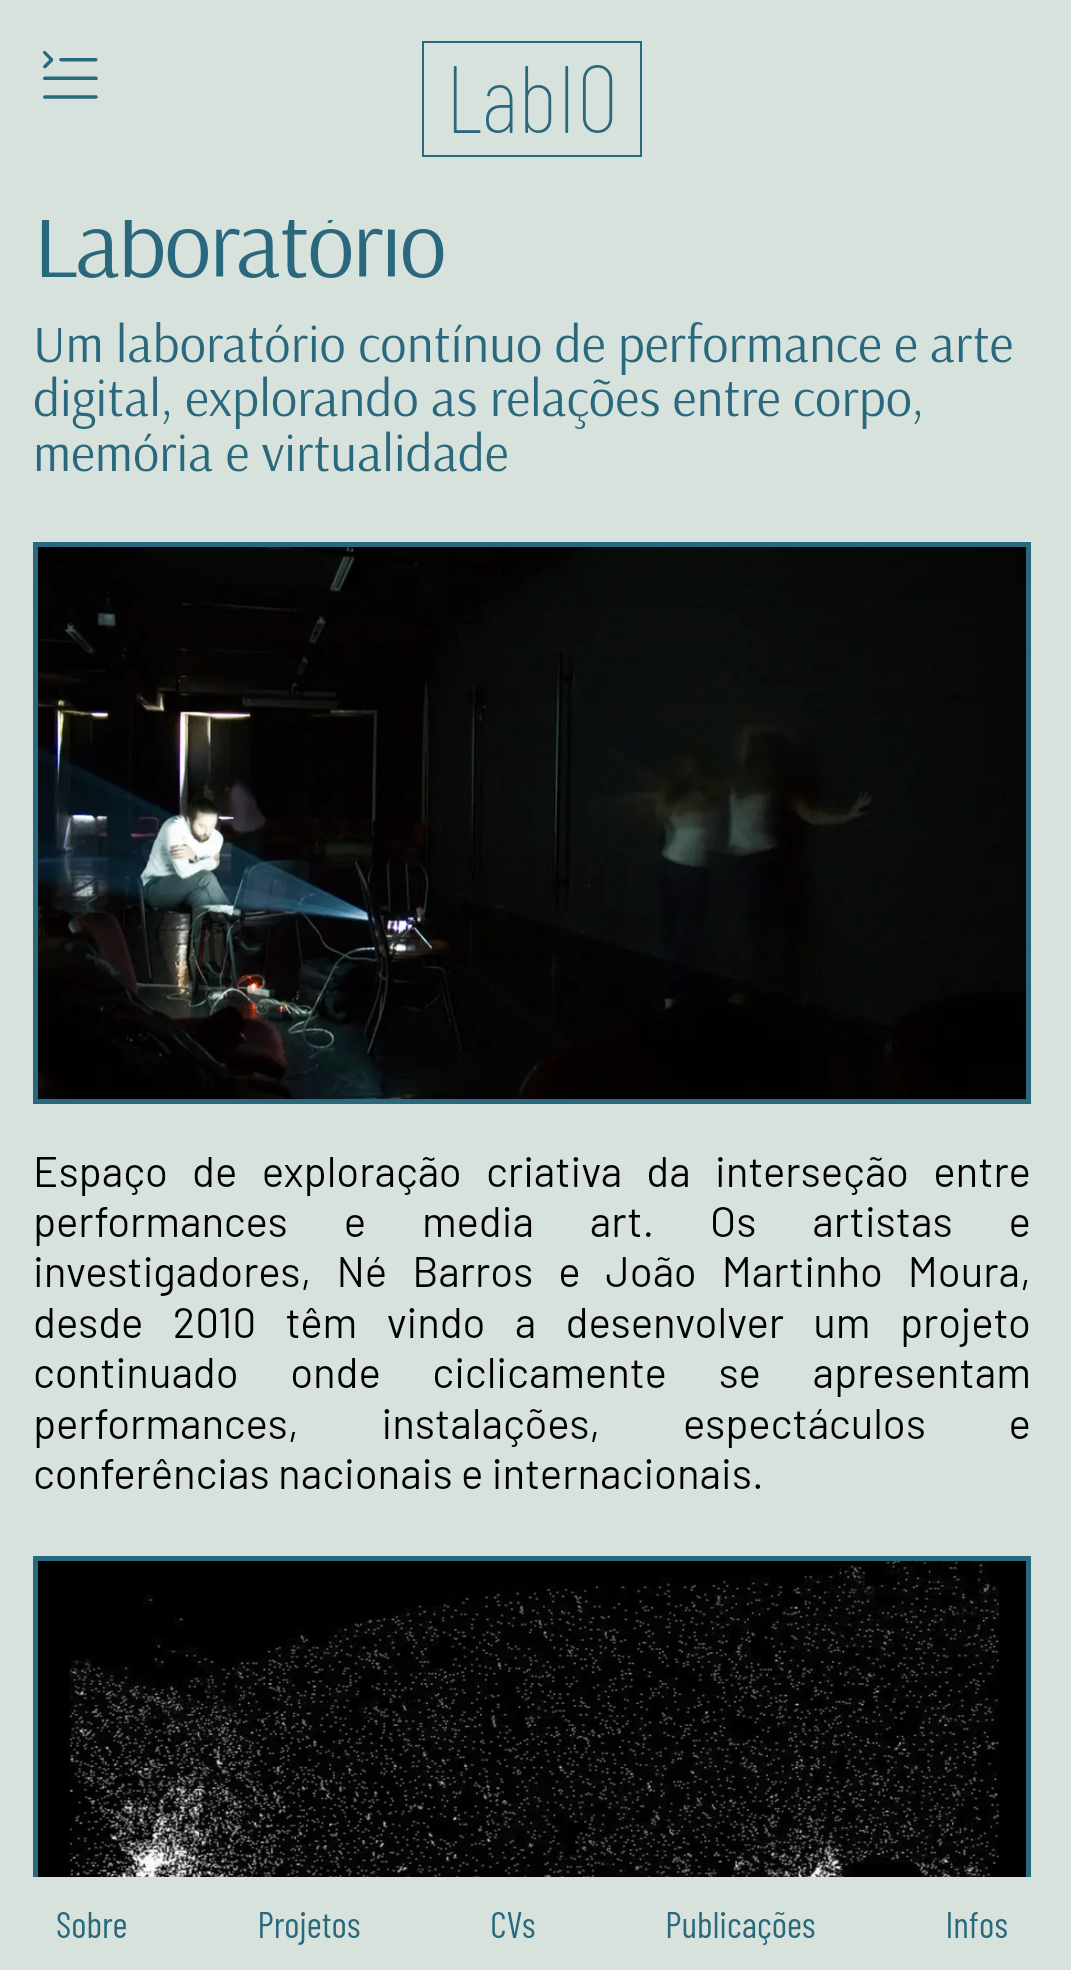 LabIO
Laboratório
Um laboratório contínuo de performance e arte
digital, explorando as relações entre corpo,
memória e virtualidade
Espaço de exploração criativa da interseção entre
performances e media art. Os artistas e
investigadores, Né Barros e João Martinho Moura,
desde 2010 têm vindo a desenvolver um projeto
continuado onde ciclicamente se apresentam
performances, instalações, espectáculos e
conferências nacionais e internacionais.
Sobre Projetos CVs Publicações Infos